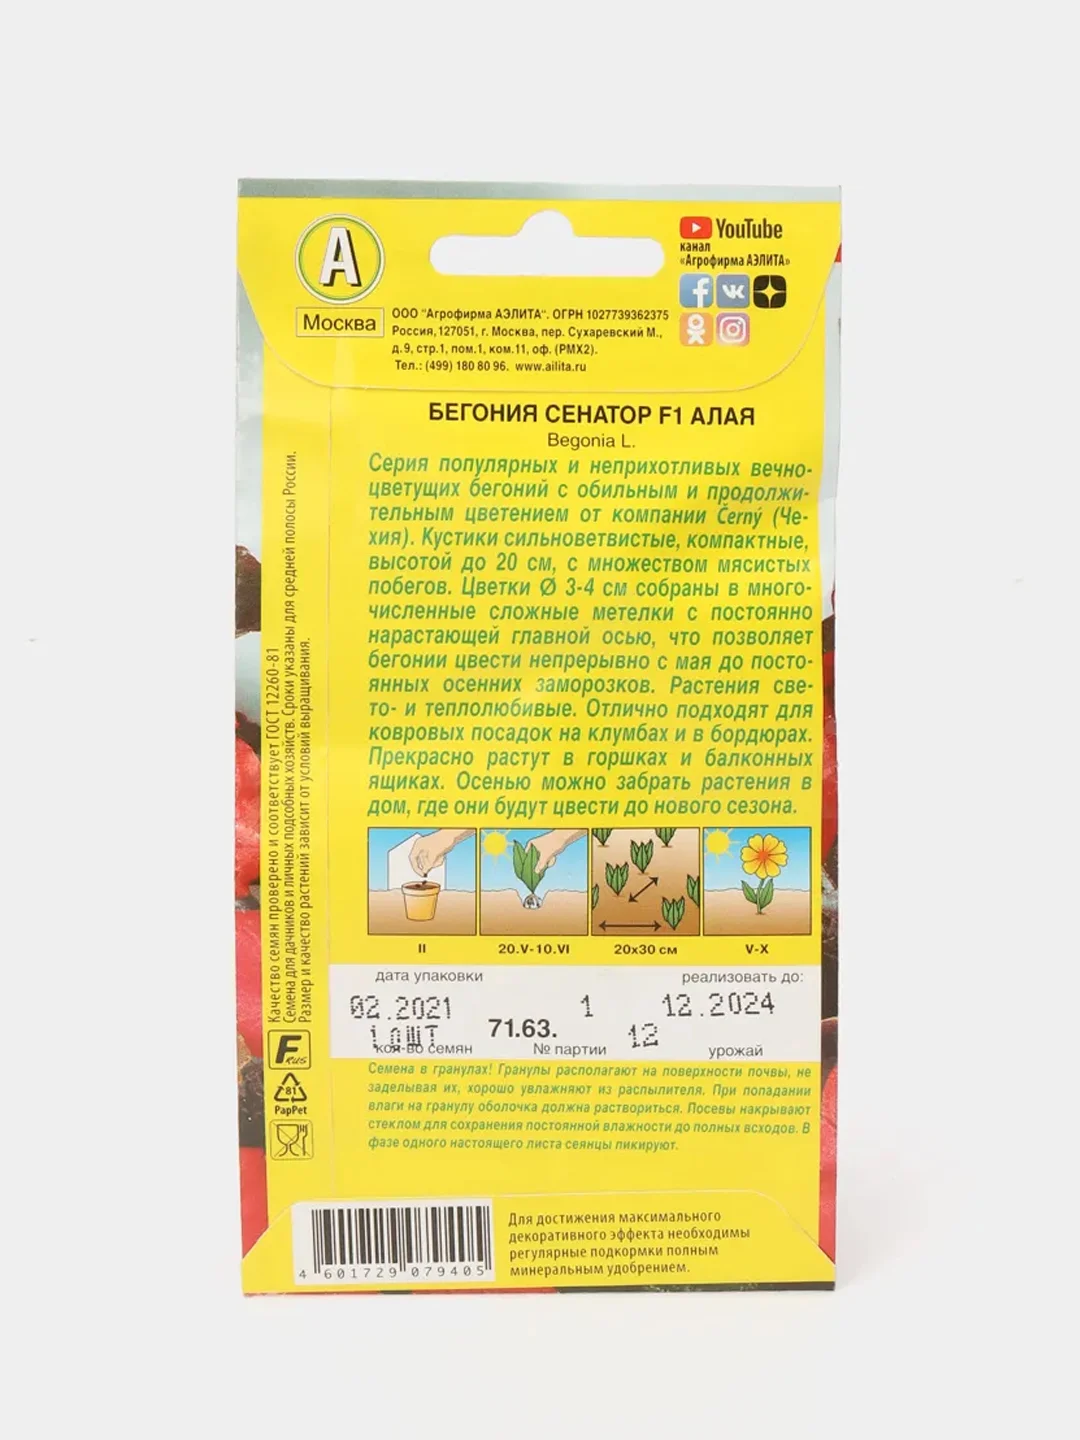 А
Москва
YouTube
канал
«Агрофирма АЭЛИТА»
ООО "Агрофирма АЭЛИТА". ОГРН 1027739362375
Россия, 127051, г. Москва, пер. Сухаревский М.,
д.9, стр.1, пом.1, ком.11, оф. (РМХ2).
Тел.: (499) 180 80 96. www.ailita.ru
БЕГОНИЯ СЕНАТОР F1 АЛАЯ
Begonia L.
Серия популярных и неприхотливых вечно-
цветущих бегоний с обильным и продолжи-
тельным цветением от компании Černý (Че-
хия). Кустики сильноветвистые, компактные,
высотой до 20 см, с множеством мясистых
побегов. Цветки Ø 3-4 см собраны в много-
численные сложные метелки с постоянно
нарастающей главной осью, что позволяет
бегонии цвести непрерывно с мая до посто-
янных осенних заморозков. Растения све-
то- и теплолюбивые. Отлично подходят для
ковровых посадок на клумбах и в бордюрах.
Прекрасно растут в горшках и балконных
ящиках. Осенью можно забрать растения в
дом, где они будут цвести до нового сезона.
II
20.V-10.VI
20x30 см
V-X
дата упаковки
реализовать до:
02.2021
1
12.2024
71.63.
12
кол-во семян
№ партии
урожай
Семена в гранулах! Гранулы располагают на поверхности почвы, не
заделывая их, хорошо увлажняют из распылителя. При попадании
влаги на гранулу оболочка должна раствориться. Посевы накрывают
стеклом для сохранения постоянной влажности до полных всходов. В
фазе одного настоящего листа сеянцы пикируют.
Качество семян проверено и соответствует ГОСТ 12260-81
Семена для дачников и личных подсобных хозяйств. Сроки указаны для средней полосы России.
Размер и качество растений зависит от условий выращивания.
F RUS
81
PapPet
4 601729 079405
Для достижения максимального
декоративного эффекта необходимы
регулярные подкормки полным
минеральным удобрением.